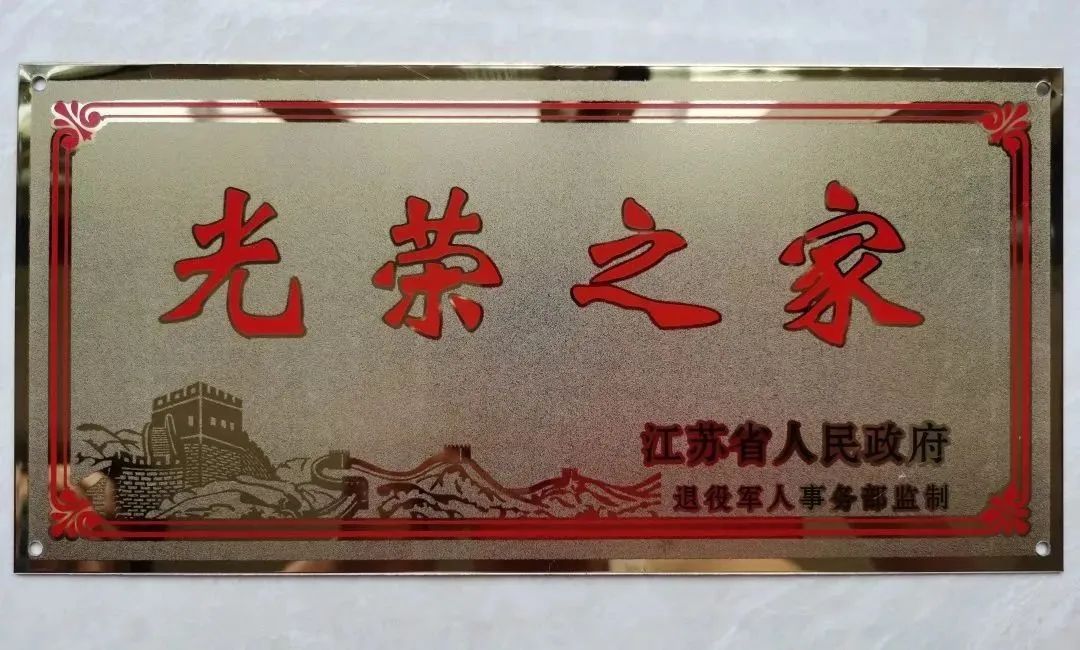 光荣之家
江苏省人民政府
退役军人事务部监制